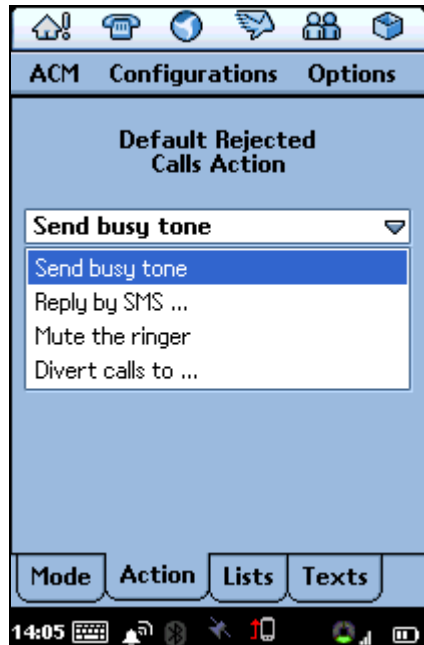 ACM Configurations Options
Default Rejected
Calls Action
Send busy tone
Send busy tone
Reply by SMS ...
Mute the ringer
Divert calls to ...
Mode Action Lists Texts
14:05